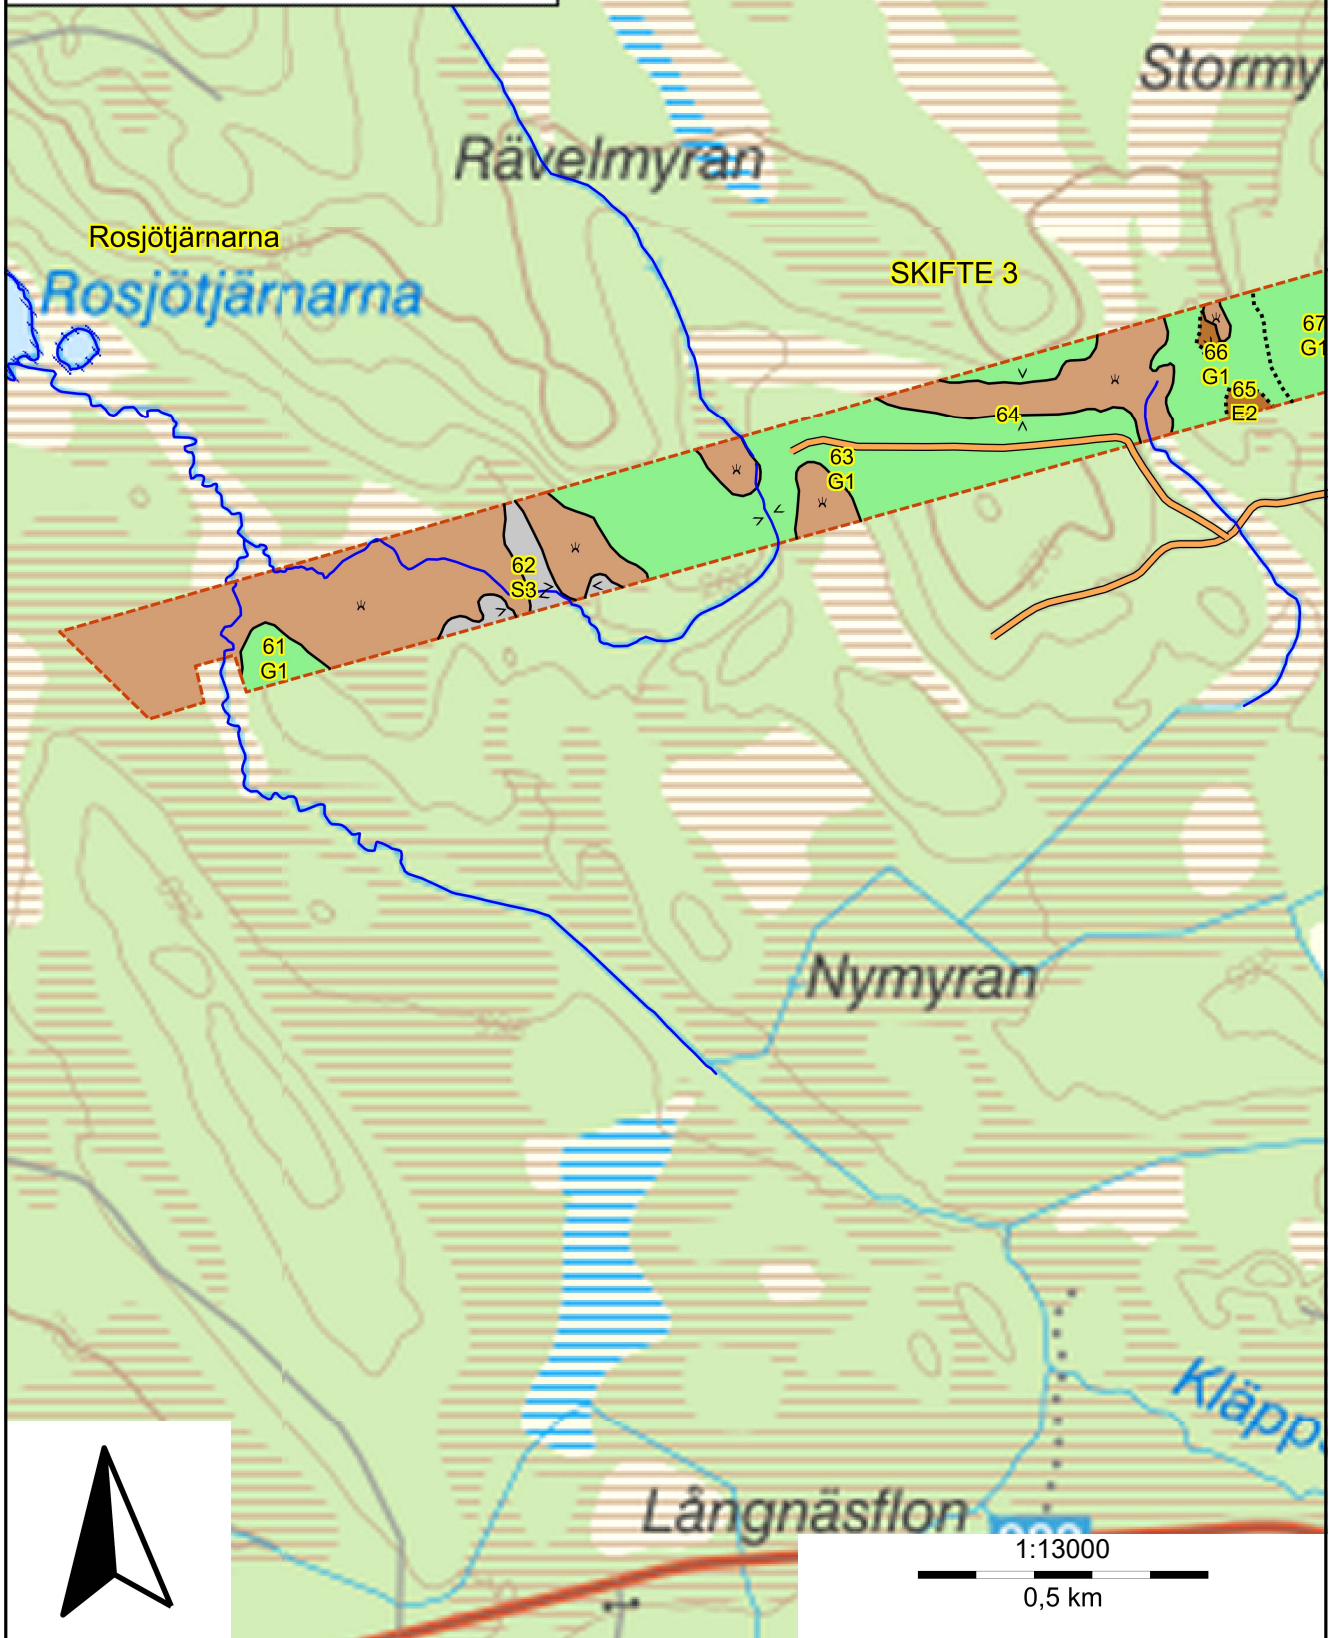 Stormy
Rävelmyran
Rosjötjärnarna
Rosjötjärnarna
SKIFTE 3
67
G1
66
G1
65
E2
64
63
G1
62
S3
61
G1
Nymyran
Kläpp
Långnäsflon
1:13000
0,5 km